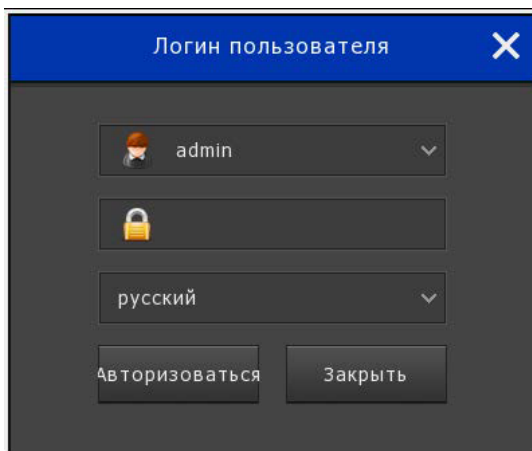 Логин пользователя
admin
русский
Авторизоваться
Закрыть